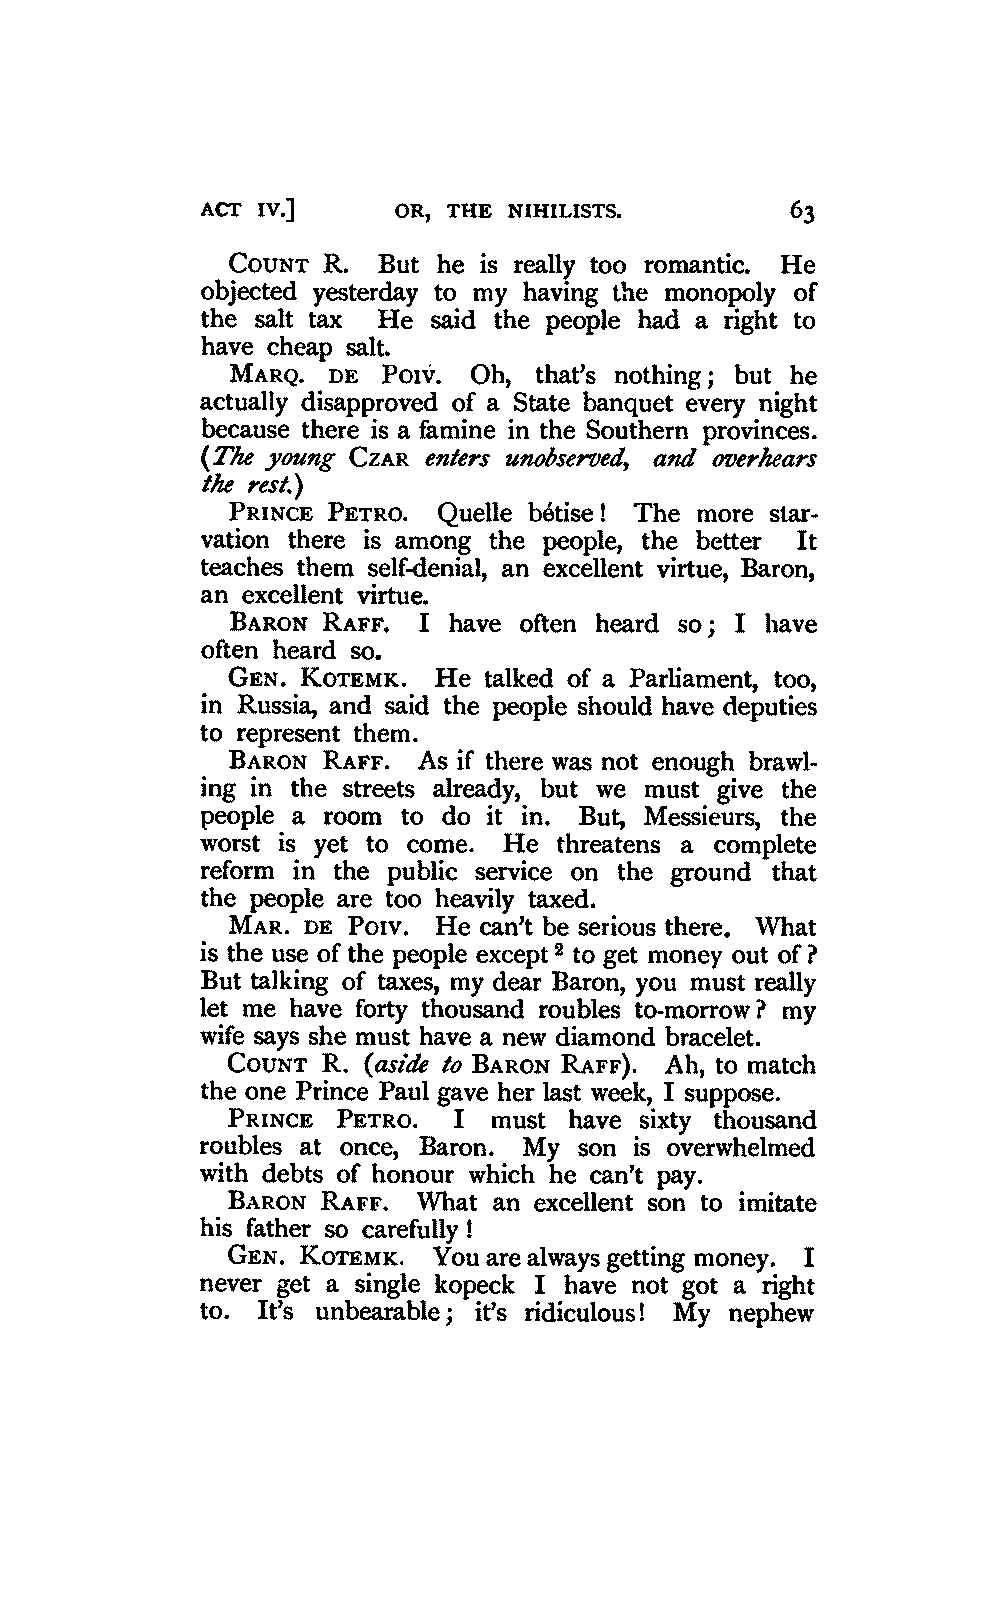 ACT IV.] OR, THE NIHILISTS. 63
COUNT R. But he is really too romantic. He
objected yesterday to my having the monopoly of
the salt tax He said the people had a right to
have cheap salt.
MARQ. DE POIV. Oh, that's nothing; but he
actually disapproved of a State banquet every night
because there is a famine in the Southern provinces.
(The young CZAR enters unobserved, and overhears
the rest.)
PRINCE PETRO. Quelle bétise! The more star-
vation there is among the people, the better It
teaches them self-denial, an excellent virtue, Baron,
an excellent virtue.
BARON RAFF. I have often heard so; I have
often heard so.
GEN. KOTEMK. He talked of a Parliament, too,
in Russia, and said the people should have deputies
to represent them.
BARON RAFF. As if there was not enough brawl-
ing in the streets already, but we must give the
people a room to do it in. But, Messieurs, the
worst is yet to come. He threatens a complete
reform in the public service on the ground that
the people are too heavily taxed.
MAR. DE POIV. He can't be serious there. What
is the use of the people except ² to get money out of?
But talking of taxes, my dear Baron, you must really
let me have forty thousand roubles to-morrow? my
wife says she must have a new diamond bracelet.
COUNT R. (aside to BARON RAFF). Ah, to match
the one Prince Paul gave her last week, I suppose.
PRINCE PETRO. I must have sixty thousand
roubles at once, Baron. My son is overwhelmed
with debts of honour which he can't pay.
BARON RAFF. What an excellent son to imitate
his father so carefully!
GEN. KOTEMK. You are always getting money. I
never get a single kopeck I have not got a right
to. It's unbearable; it's ridiculous! My nephew